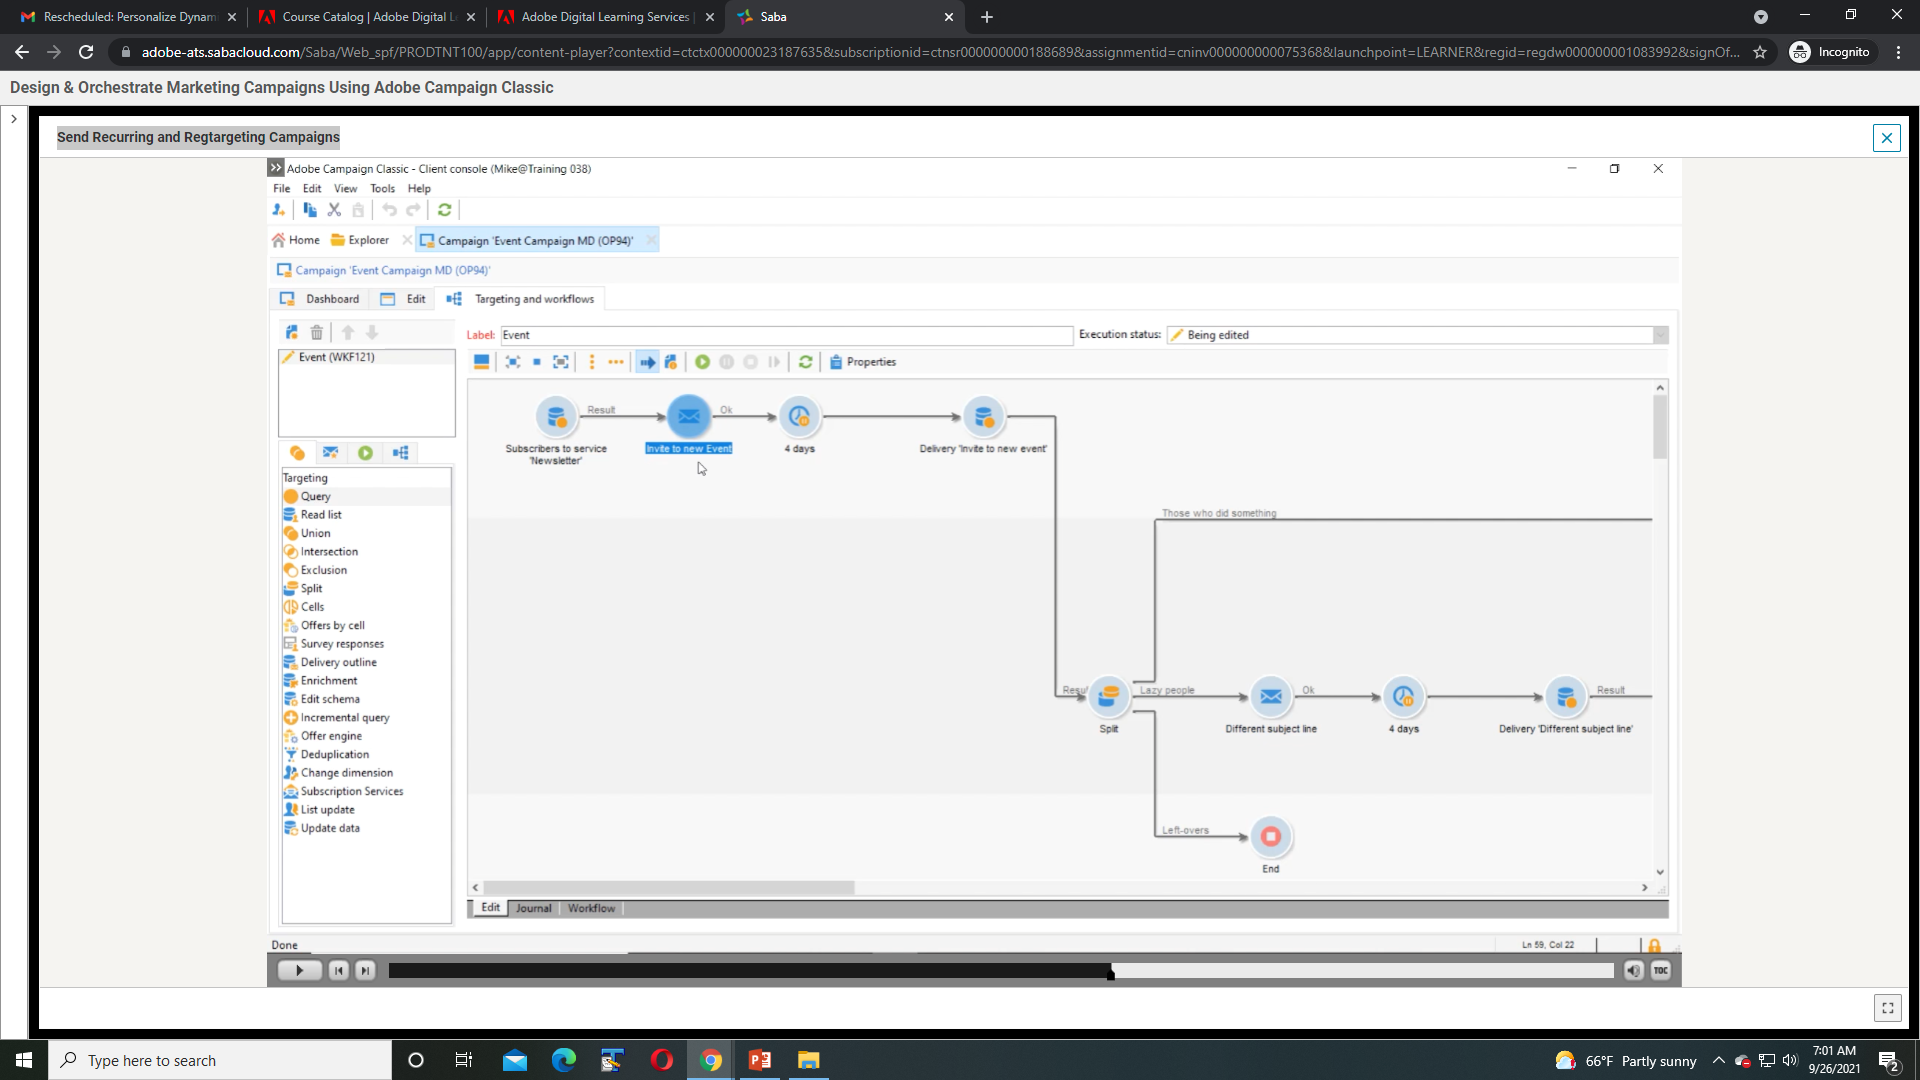 Rescheduled: Personalize Dynami
Course Catalog | Adobe Digital Le
Adobe Digital Learning Services |
Saba
adobe-ats.sabacloud.com/Saba/Web_spf/PRODTNT100/app/content-player?contextid=ctctx000000023187635&subscriptionid=ctnsr000000000188689&assignmentid=cninv000000000075368&launchpoint=LEARNER&regid=regdw000000001083992&signOf...
Incognito
Design & Orchestrate Marketing Campaigns Using Adobe Campaign Classic
Send Recurring and Regtargeting Campaigns
Adobe Campaign Classic - Client console (Mike@Training 038)
File Edit View Tools Help
Home Explorer Campaign 'Event Campaign MD (OP94)'
Campaign 'Event Campaign MD (OP94)'
Dashboard Edit Targeting and workflows
Label: Event
Execution status: Being edited
Event (WKF121)
Properties
Result
Ok
Subscribers to service
'Newsletter'
Invite to new Event
4 days
Delivery 'Invite to new event'
Targeting
Query
Read list
Union
Intersection
Exclusion
Split
Cells
Offers by cell
Survey responses
Delivery outline
Enrichment
Edit schema
Incremental query
Offer engine
Deduplication
Change dimension
Subscription Services
List update
Update data
Those who did something
Resul
Lazy people
Ok
Result
Split
Different subject line
4 days
Delivery 'Different subject line'
Left-overs
End
Edit Journal Workflow
Done
Ln 59, Col 22
TOC
Type here to search
66°F Partly sunny
7:01 AM
9/26/2021
2